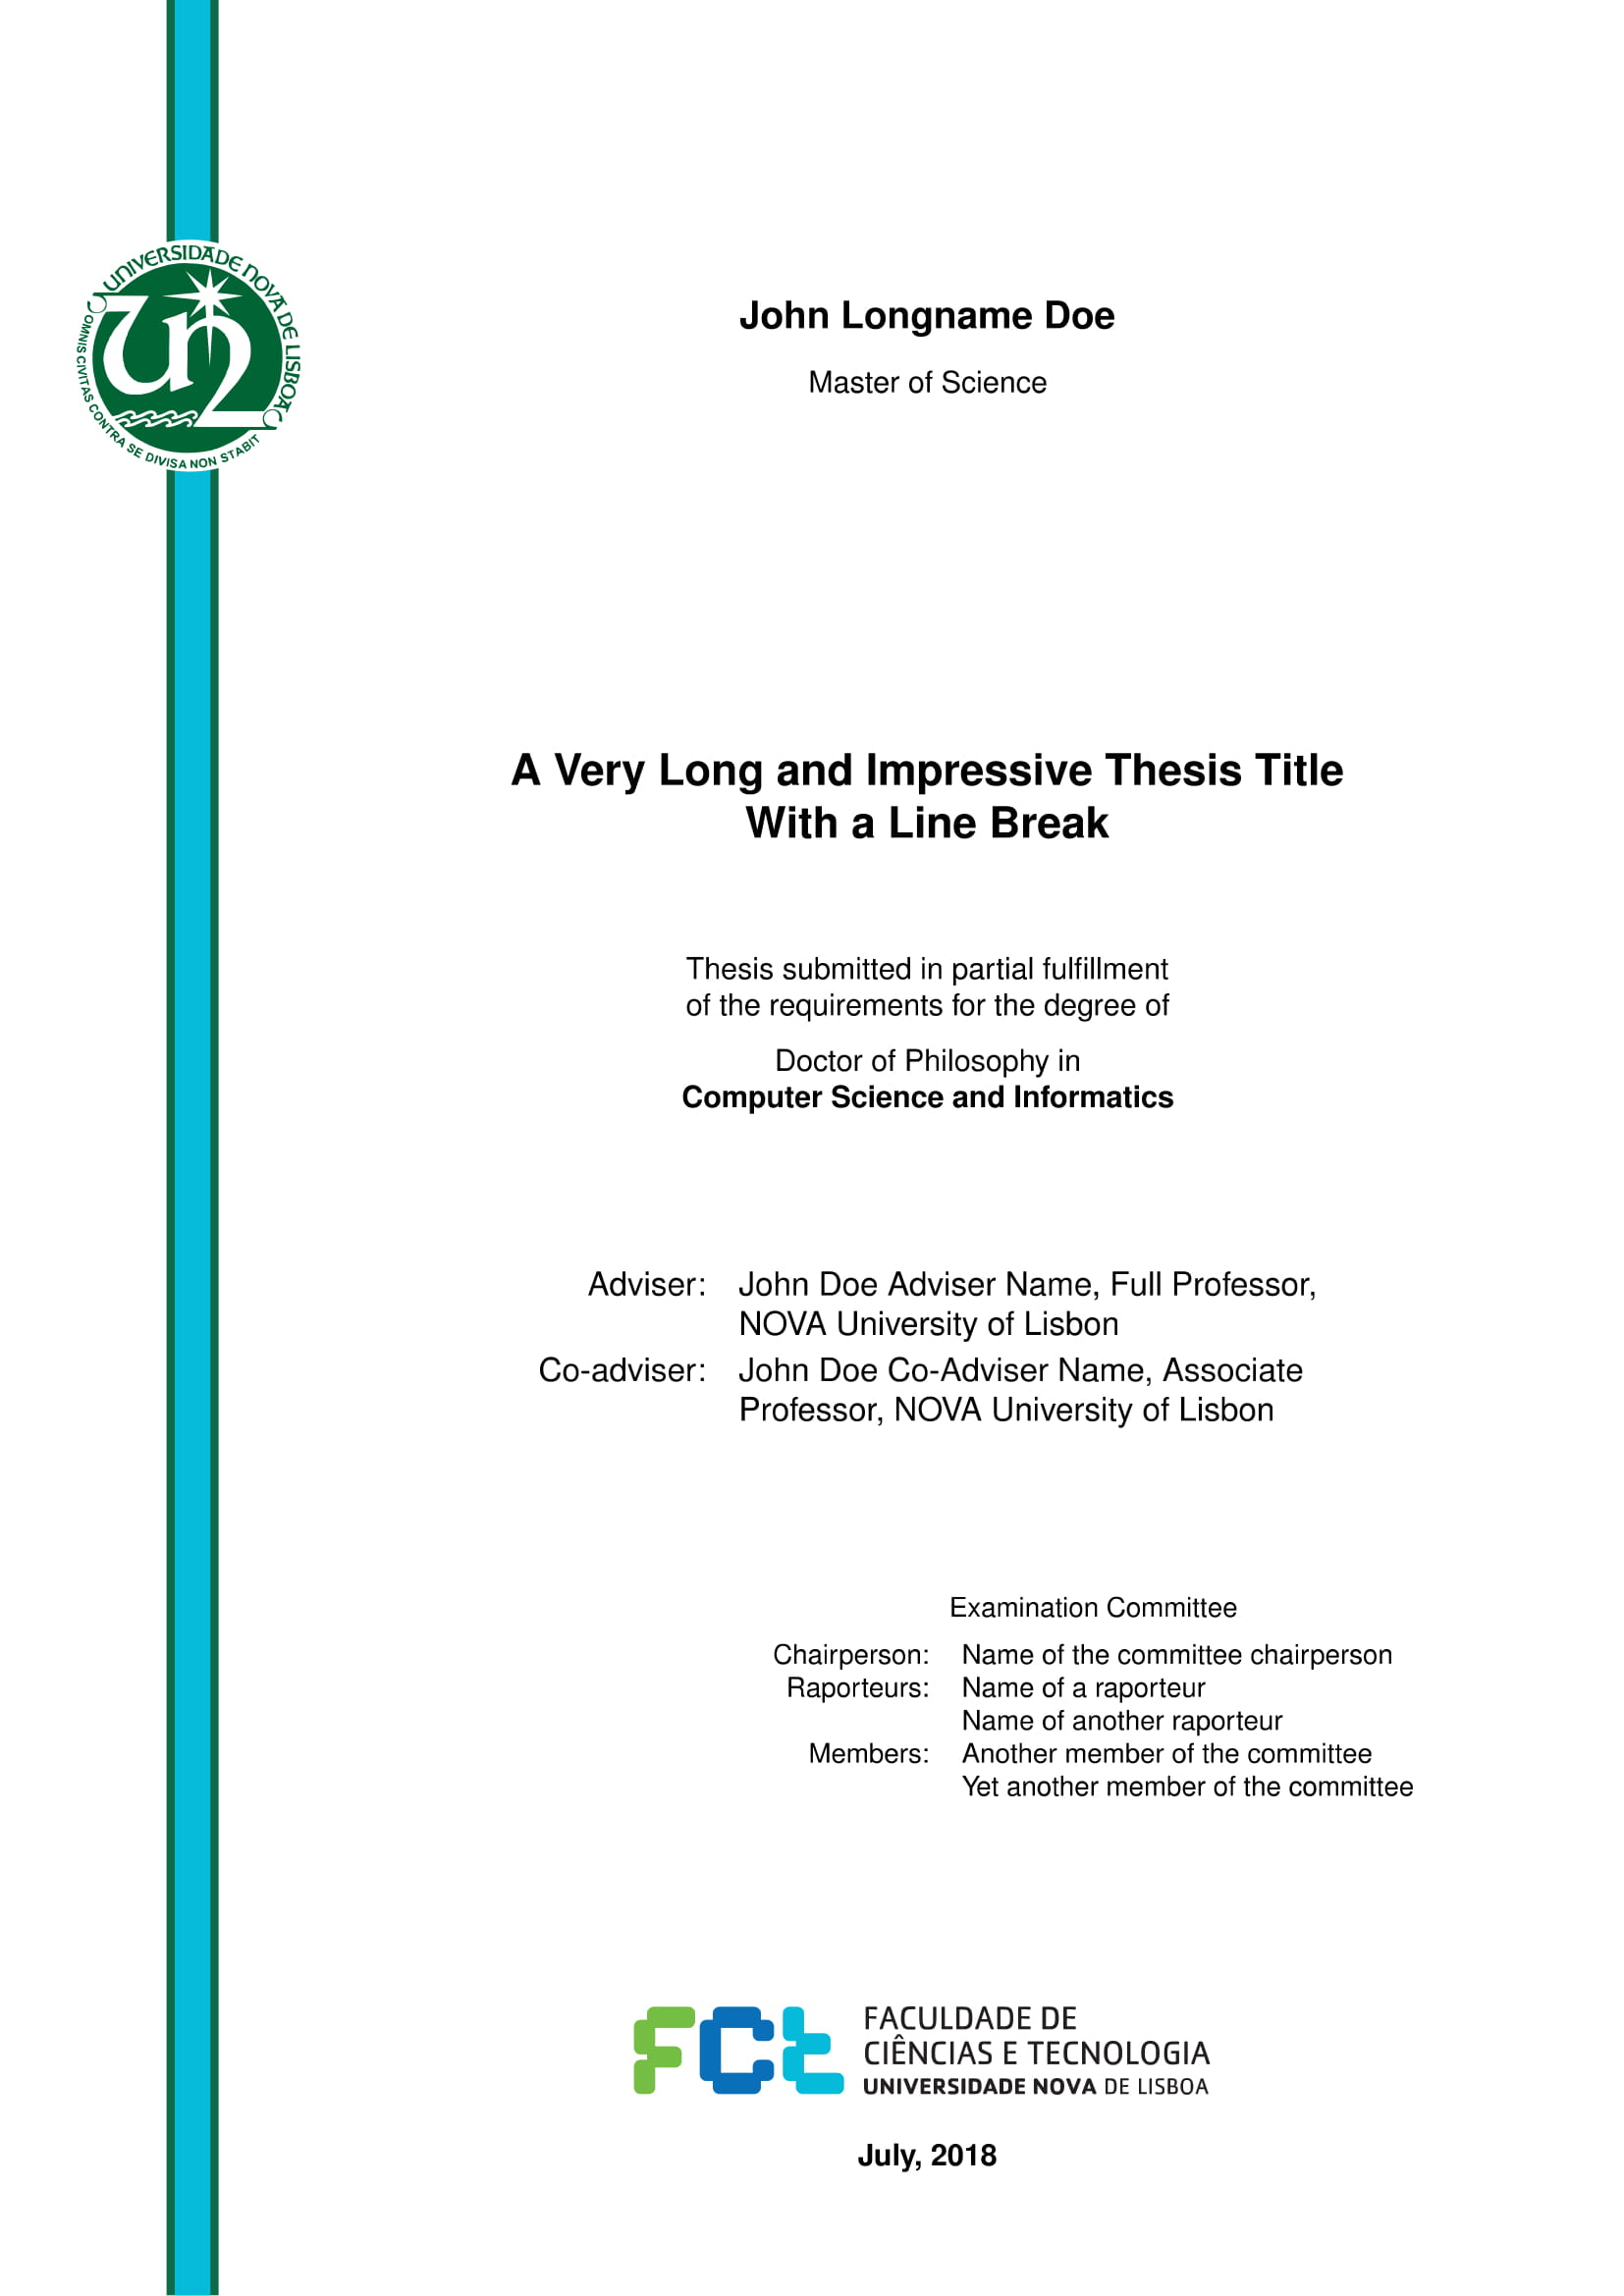 UNIVERSIDADE NOVA DE LISBOA
OMNIS CIVITAS CONTRA SE DIVISA NON STABIT
John Longname Doe
Master of Science
A Very Long and Impressive Thesis Title
With a Line Break
Thesis submitted in partial fulfillment
of the requirements for the degree of
Doctor of Philosophy in
Computer Science and Informatics
Adviser: John Doe Adviser Name, Full Professor,
NOVA University of Lisbon
Co-adviser: John Doe Co-Adviser Name, Associate
Professor, NOVA University of Lisbon
Examination Committee
Chairperson: Name of the committee chairperson
Raporteurs: Name of a raporteur
Name of another raporteur
Members: Another member of the committee
Yet another member of the committee
FCT
FACULDADE DE
CIÊNCIAS E TECNOLOGIA
UNIVERSIDADE NOVA DE LISBOA
July, 2018